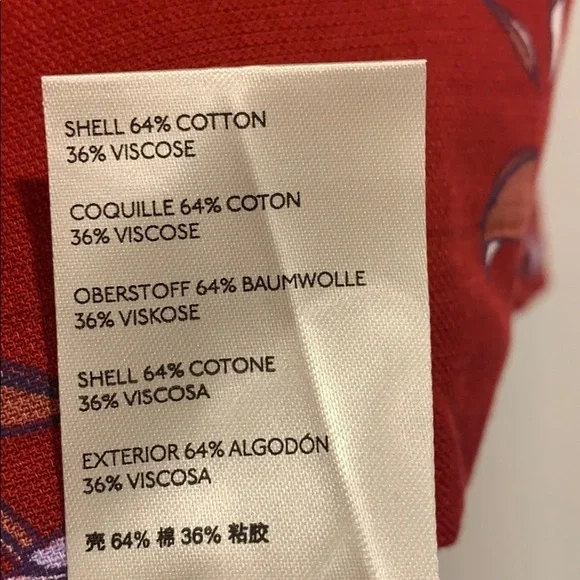 SHELL 64% COTTON
36% VISCOSE
COQUILLE 64% COTON
36% VISCOSE
OBERSTOFF 64% BAUMWOLLE
36% VISKOSE
SHELL 64% COTONE
36% VISCOSA
EXTERIOR 64% ALGODÓN
36% VISCOSA
壳 64% 棉 36% 粘胶